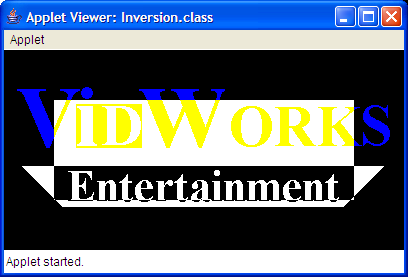 Applet Viewer: Inversion.class
Applet
VIDWORKS
Entertainment
Applet started.